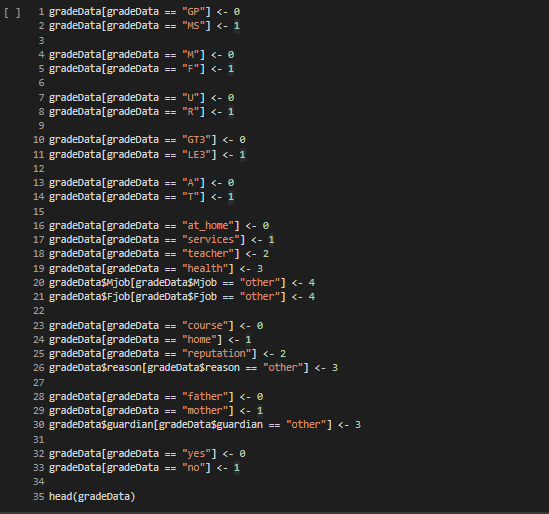 [ ]
1 gradeData[gradeData == "GP"] <- 0
2 gradeData[gradeData == "MS"] <- 1
3
4 gradeData[gradeData == "M"] <- 0
5 gradeData[gradeData == "F"] <- 1
6
7 gradeData[gradeData == "U"] <- 0
8 gradeData[gradeData == "R"] <- 1
9
10 gradeData[gradeData == "GT3"] <- 0
11 gradeData[gradeData == "LE3"] <- 1
12
13 gradeData[gradeData == "A"] <- 0
14 gradeData[gradeData == "T"] <- 1
15
16 gradeData[gradeData == "at_home"] <- 0
17 gradeData[gradeData == "services"] <- 1
18 gradeData[gradeData == "teacher"] <- 2
19 gradeData[gradeData == "health"] <- 3
20 gradeData$Mjob[gradeData$Mjob == "other"] <- 4
21 gradeData$Fjob[gradeData$Fjob == "other"] <- 4
22
23 gradeData[gradeData == "course"] <- 0
24 gradeData[gradeData == "home"] <- 1
25 gradeData[gradeData == "reputation"] <- 2
26 gradeData$reason[gradeData$reason == "other"] <- 3
27
28 gradeData[gradeData == "father"] <- 0
29 gradeData[gradeData == "mother"] <- 1
30 gradeData$guardian[gradeData$guardian == "other"] <- 3
31
32 gradeData[gradeData == "yes"] <- 0
33 gradeData[gradeData == "no"] <- 1
34
35 head(gradeData)